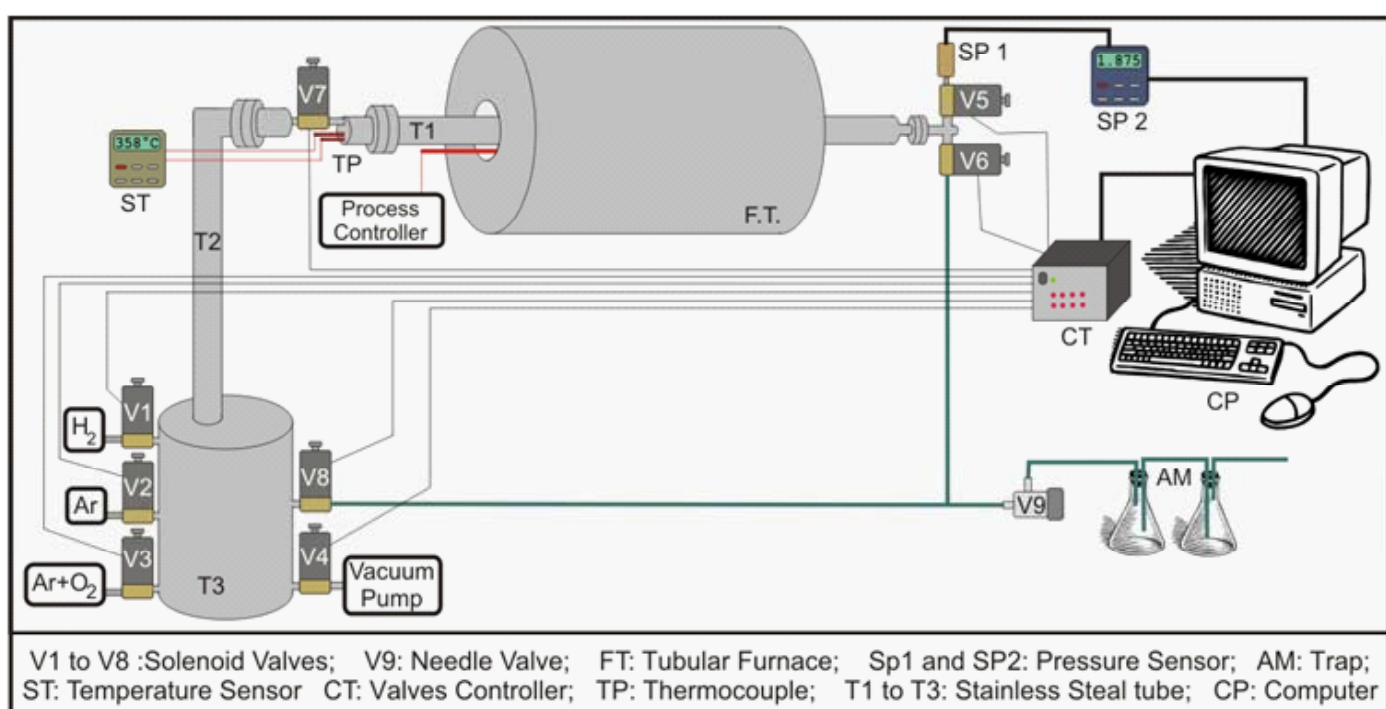 V7
SP 1
1.875
V5
SP 2
358°C
T1
TP
V6
ST
Process
Controller
F.T.
T2
CT
CP
V1
H2
V8
V2
Ar
AM
V9
V3
V4
Ar+O2
T3
Vacuum
Pump
V1 to V8 :Solenoid Valves; V9: Needle Valve; FT: Tubular Furnace; Sp1 and SP2: Pressure Sensor; AM: Trap;
ST: Temperature Sensor CT: Valves Controller; TP: Thermocouple; T1 to T3: Stainless Steal tube; CP: Computer